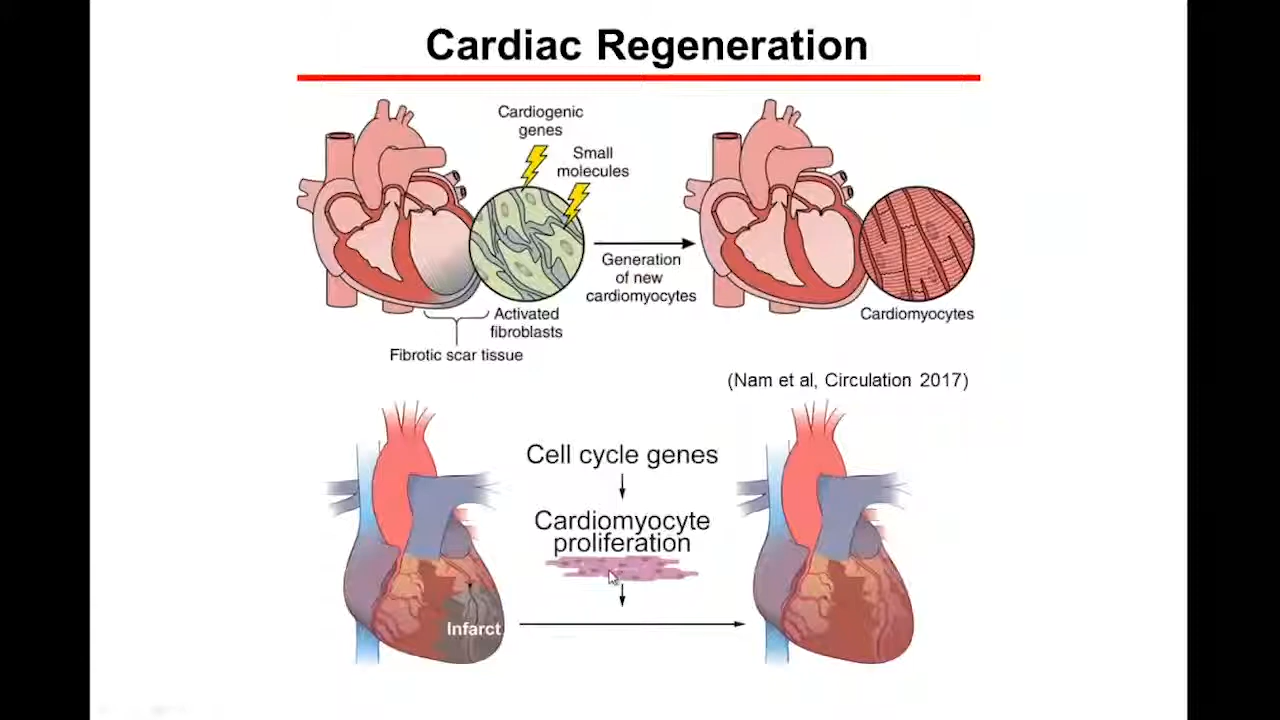 Cardiac Regeneration
Cardiogenic
genes
Small
molecules
Generation
of new
cardiomyocytes
Activated
fibroblasts
Fibrotic scar tissue
Cardiomyocytes
(Nam et al, Circulation 2017)
Cell cycle genes
Cardiomyocyte
proliferation
Infarct